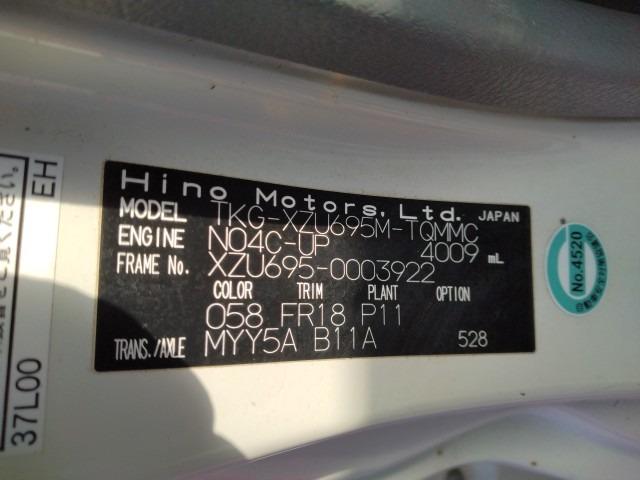 Hino Motors, Ltd. JAPAN
MODEL TKG-XZU695M-TQMMC
ENGINE N04C-UP 4009 mL
FRAME No. XZU695-0003922
COLOR TRIM PLANT OPTION
058 FR18 P11
TRANS./AXLE MYY5A B11A 528
No.4520
EH
37L00